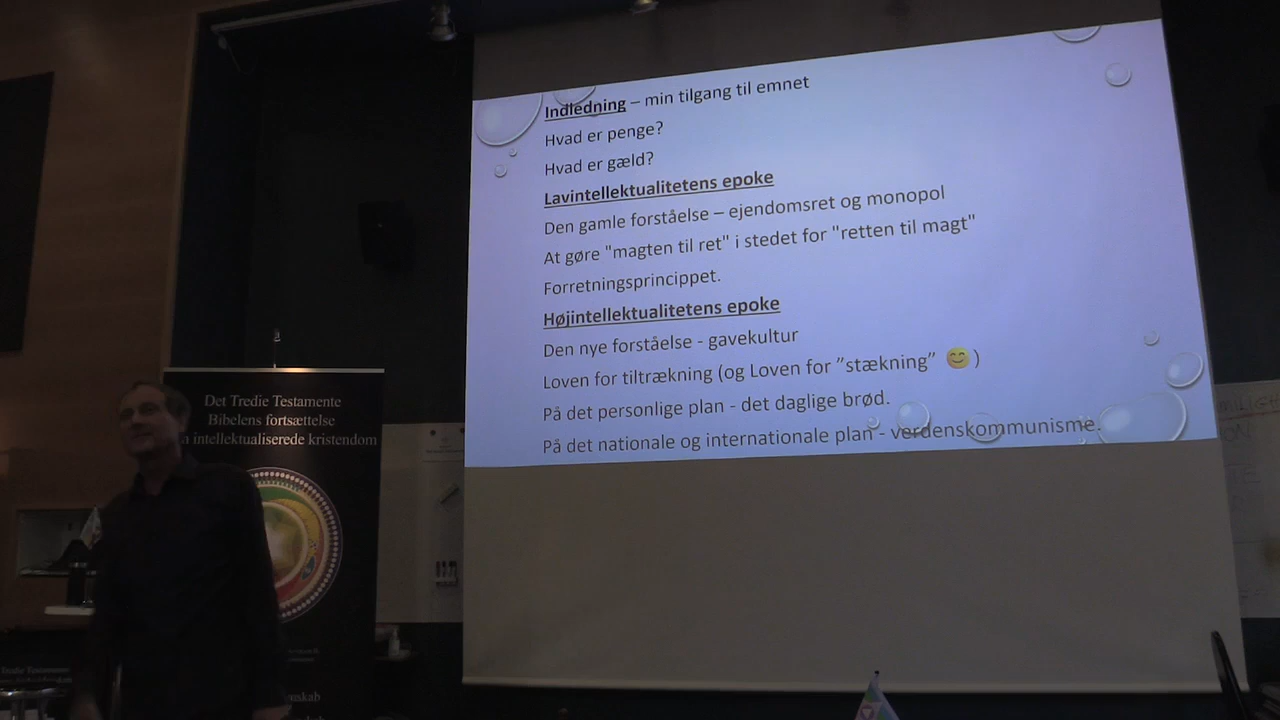 Indledning – min tilgang til emnet
Hvad er penge?
Hvad er gæld?
Lavintellektualitetens epoke
Den gamle forståelse – ejendomsret og monopol
At gøre "magten til ret" i stedet for "retten til magt"
Forretningsprincippet.
Højintellektualitetens epoke
Den nye forståelse - gavekultur
Loven for tiltrækning (og Loven for ”stækning” 😊)
På det personlige plan - det daglige brød.
På det nationale og internationale plan - verdenskommunisme.
Det Tredie Testamente
Bibelens fortsættelse
intellektualiserede kristendom